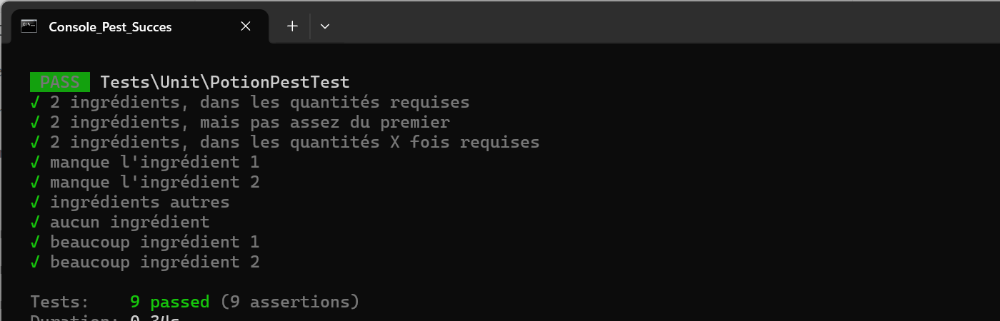 Console_Pest_Succes
PASS Tests\Unit\PotionPestTest
√ 2 ingrédients, dans les quantités requises
√ 2 ingrédients, mais pas assez du premier
√ 2 ingrédients, dans les quantités X fois requises
√ manque l'ingrédient 1
√ manque l'ingrédient 2
√ ingrédients autres
√ aucun ingrédient
√ beaucoup ingrédient 1
√ beaucoup ingrédient 2
Tests: 9 passed (9 assertions)
Duration: 0.34s